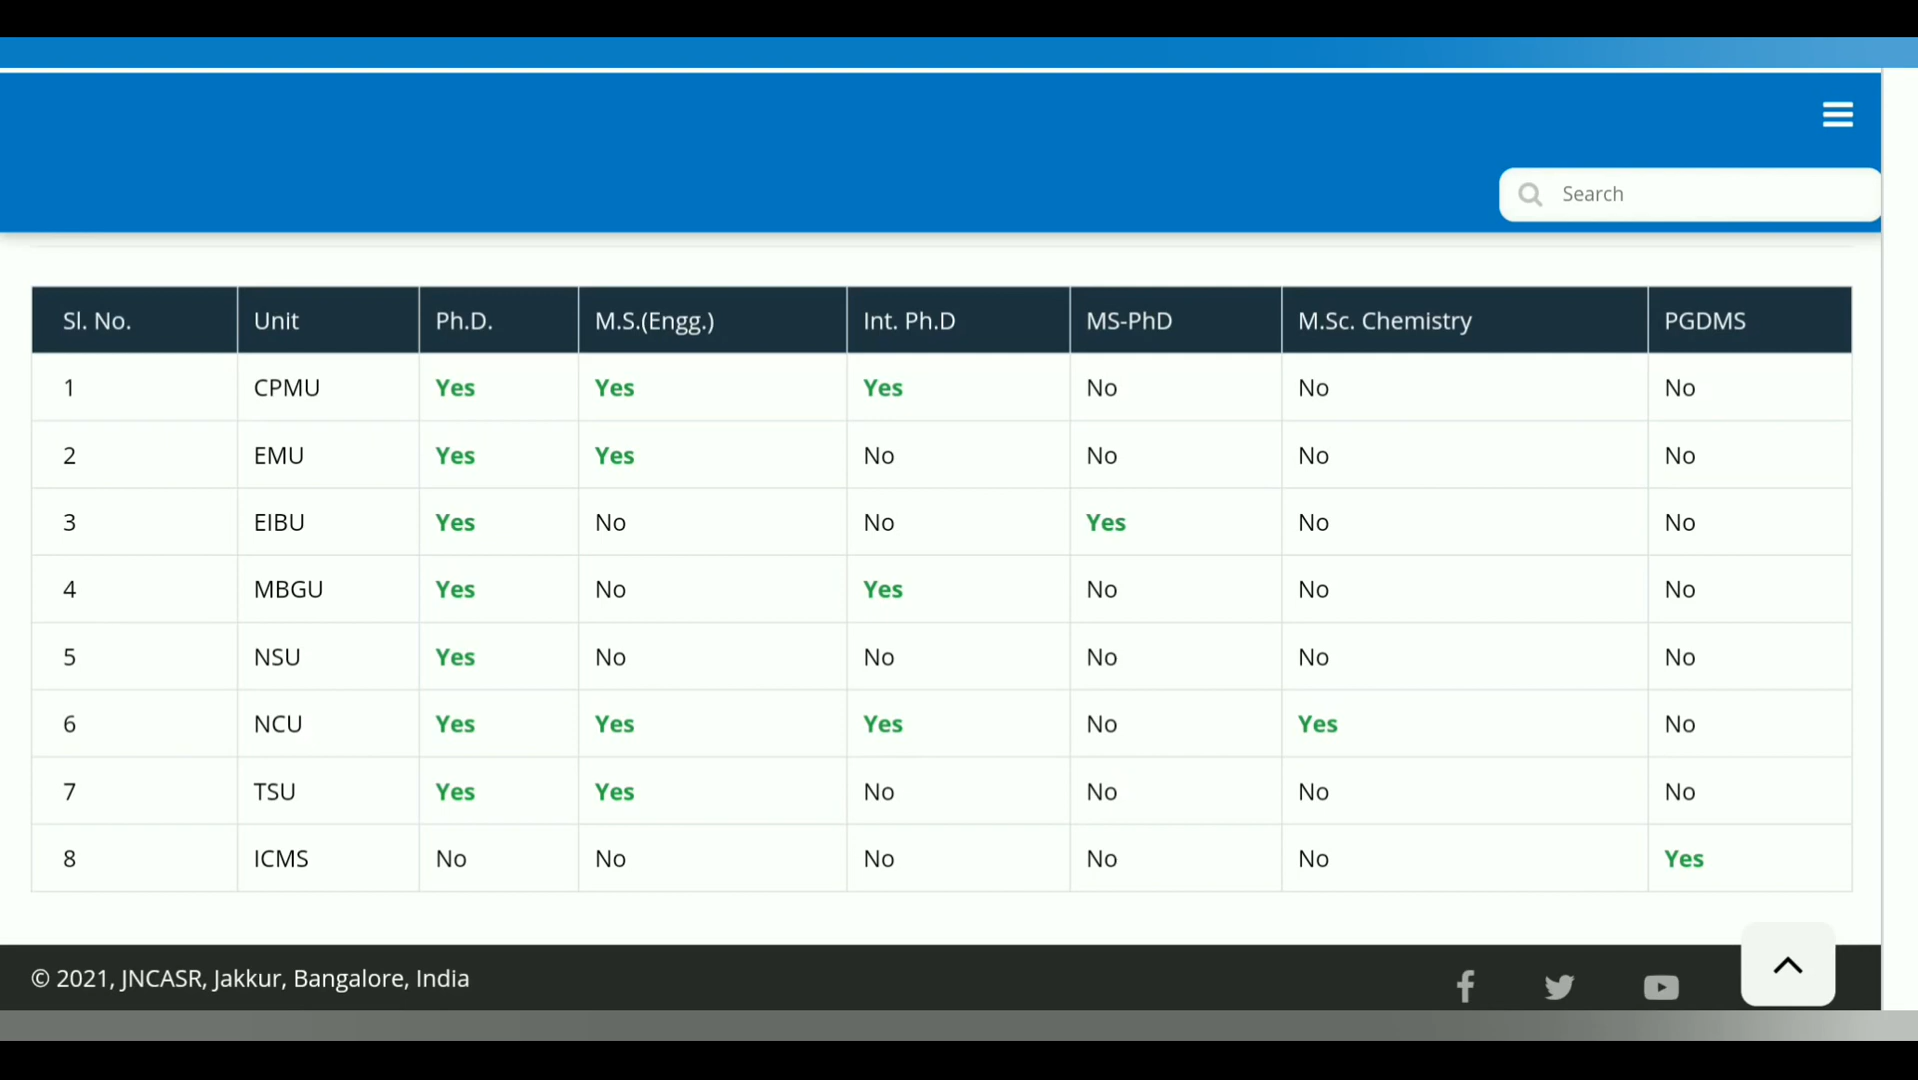 Search
Sl. No. Unit Ph.D. M.S.(Engg.) Int. Ph.D MS-PhD M.Sc. Chemistry PGDMS
1 CPMU Yes Yes Yes No No No
2 EMU Yes Yes No No No No
3 EIBU Yes No No Yes No No
4 MBGU Yes No Yes No No No
5 NSU Yes No No No No No
6 NCU Yes Yes Yes No Yes No
7 TSU Yes Yes No No No No
8 ICMS No No No No No Yes
© 2021, JNCASR, Jakkur, Bangalore, India